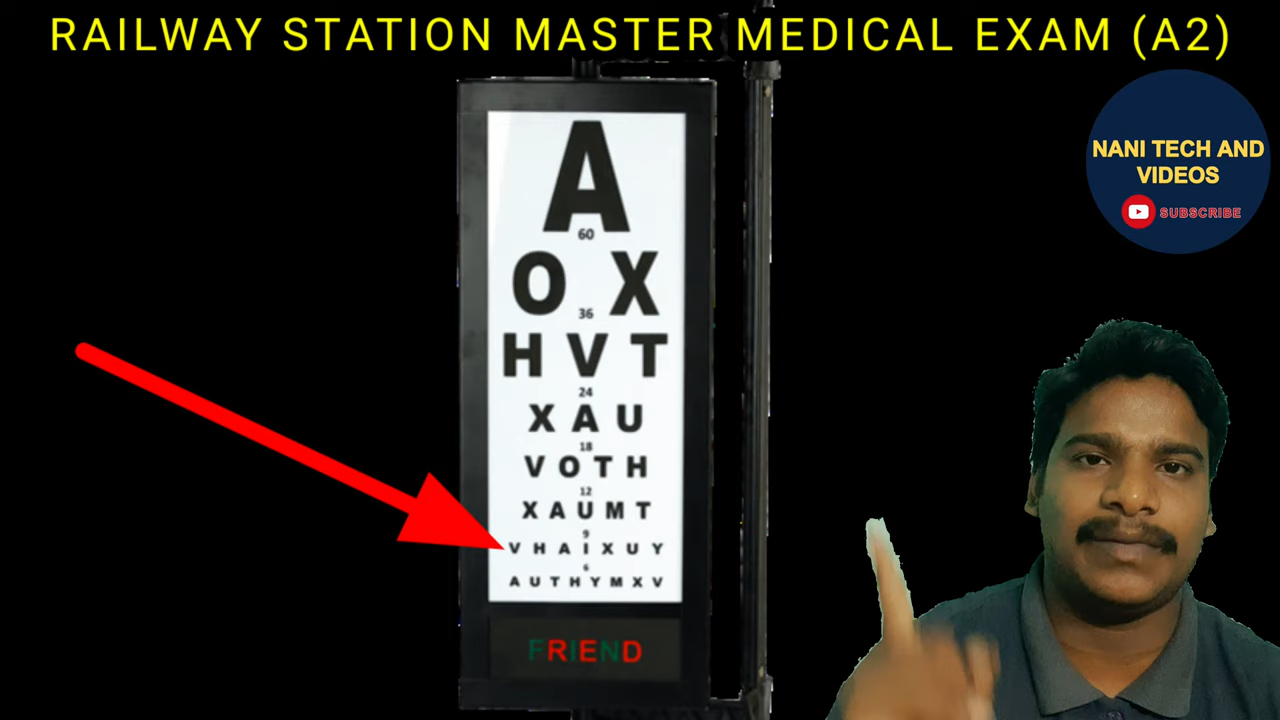 RAILWAY STATION MASTER MEDICAL EXAM (A2)
NANI TECH AND
VIDEOS
SUBSCRIBE
A
60
O X
36
H V T
24
X A U
18
V O T H
12
X A U M T
9
V H A I X U Y
6
A U T H Y M X V
FRIEND